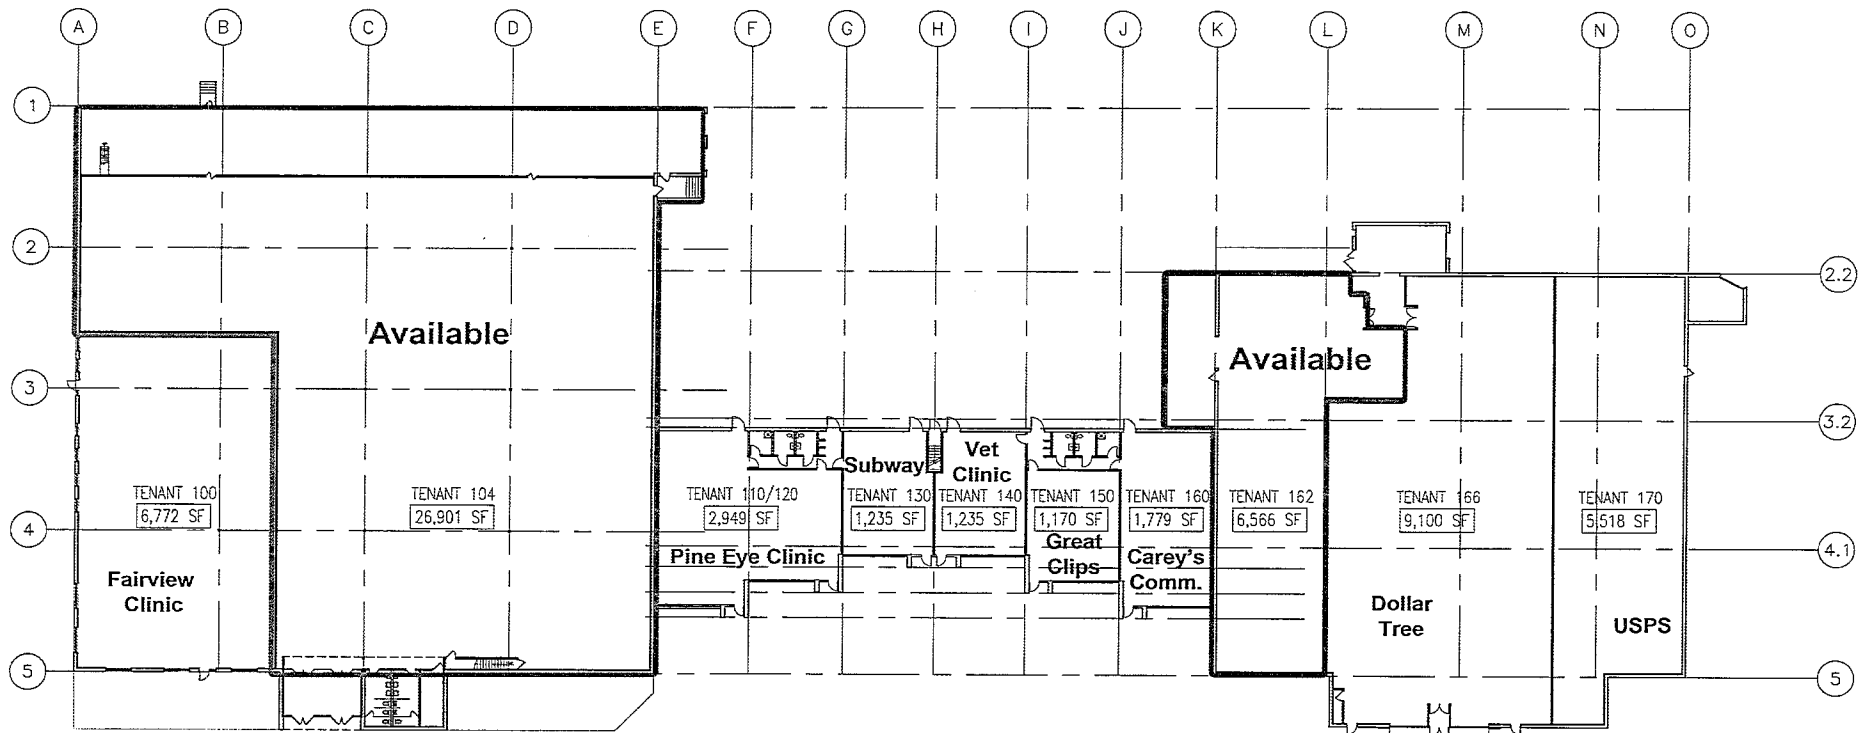 A B C D E F G H I J K L M N O
1
2
2.2
Available
Available
3
3.2
Subway
Vet
Clinic
TENANT 100
6,772 SF
TENANT 104
26,901 SF
TENANT 110/120
2,949 SF
TENANT 130
1,235 SF
TENANT 140
1,235 SF
TENANT 150
1,170 SF
TENANT 160
1,779 SF
TENANT 162
6,566 SF
TENANT 166
9,100 SF
TENANT 170
5,518 SF
4
4.1
Pine Eye Clinic
Great
Clips
Carey's
Comm.
Fairview
Clinic
Dollar
Tree
USPS
5
5